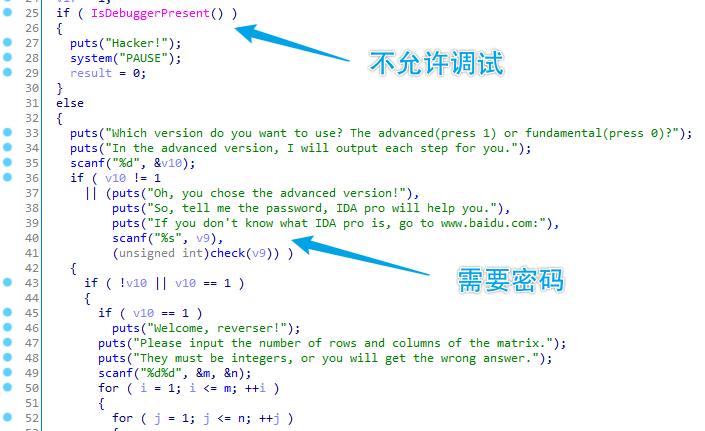 25 if ( IsDebuggerPresent() )
26 {
27 puts("Hacker!");
28 system("PAUSE");
29 result = 0;
30 }
31 else
32 {
33 puts("Which version do you want to use? The advanced(press 1) or fundamental(press 0)?");
34 puts("In the advanced version, I will output each step for you.");
35 scanf("%d", &v10);
36 if ( v10 != 1
37 || (puts("Oh, you chose the advanced version!"),
38 puts("So, tell me the password, IDA pro will help you."),
39 puts("If you don't know what IDA pro is, go to www.baidu.com:"),
40 scanf("%s", v9),
41 (unsigned int)check(v9)) )
42 {
43 if ( !v10 || v10 == 1 )
44 {
45 if ( v10 == 1 )
46 puts("Welcome, reverser!");
47 puts("Please input the number of rows and columns of the matrix.");
48 puts("They must be integers, or you will get the wrong answer.");
49 scanf("%d%d", &m, &n);
50 for ( i = 1; i <= m; ++i )
51 {
52 for ( j = 1; j <= n; ++j )
不允许调试
需要密码